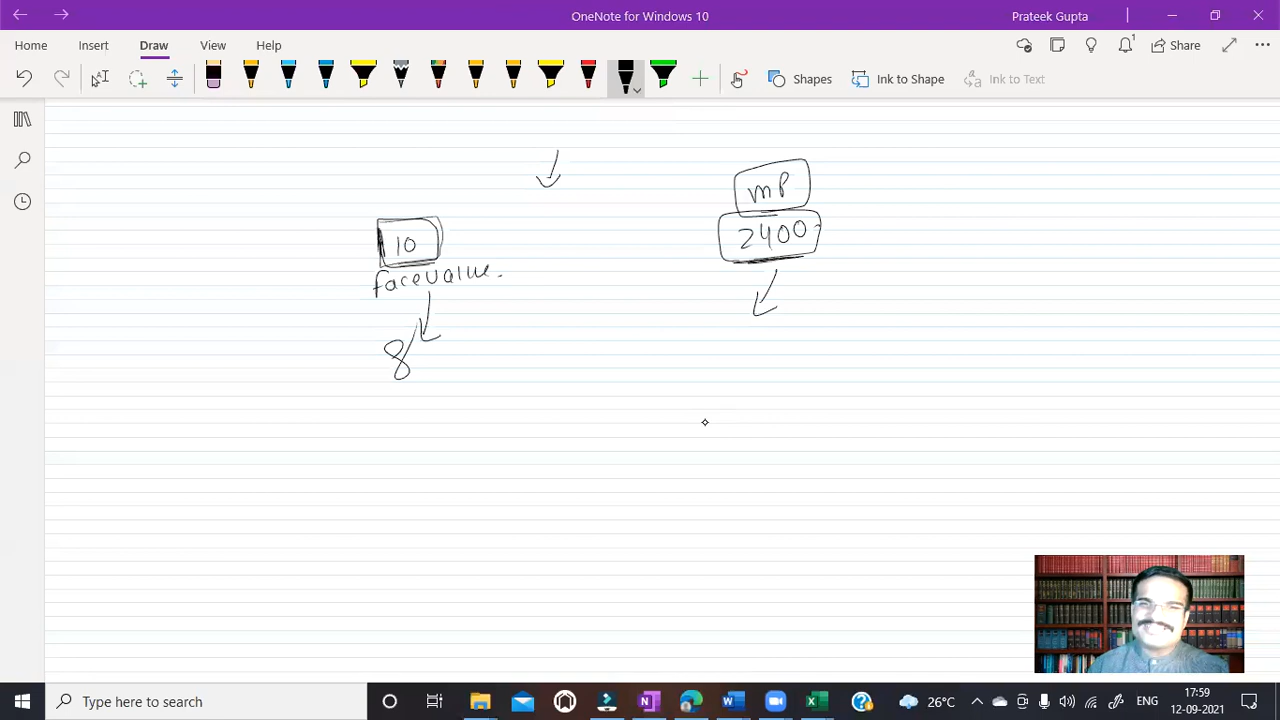 OneNote for Windows 10
Prateek Gupta
Home Insert Draw View Help
1
Share
Shapes
Ink to Shape
Ink to Text
mp
10
2400
facevalue.
8
Type here to search
26°C
ENG
17:59
12-09-2021